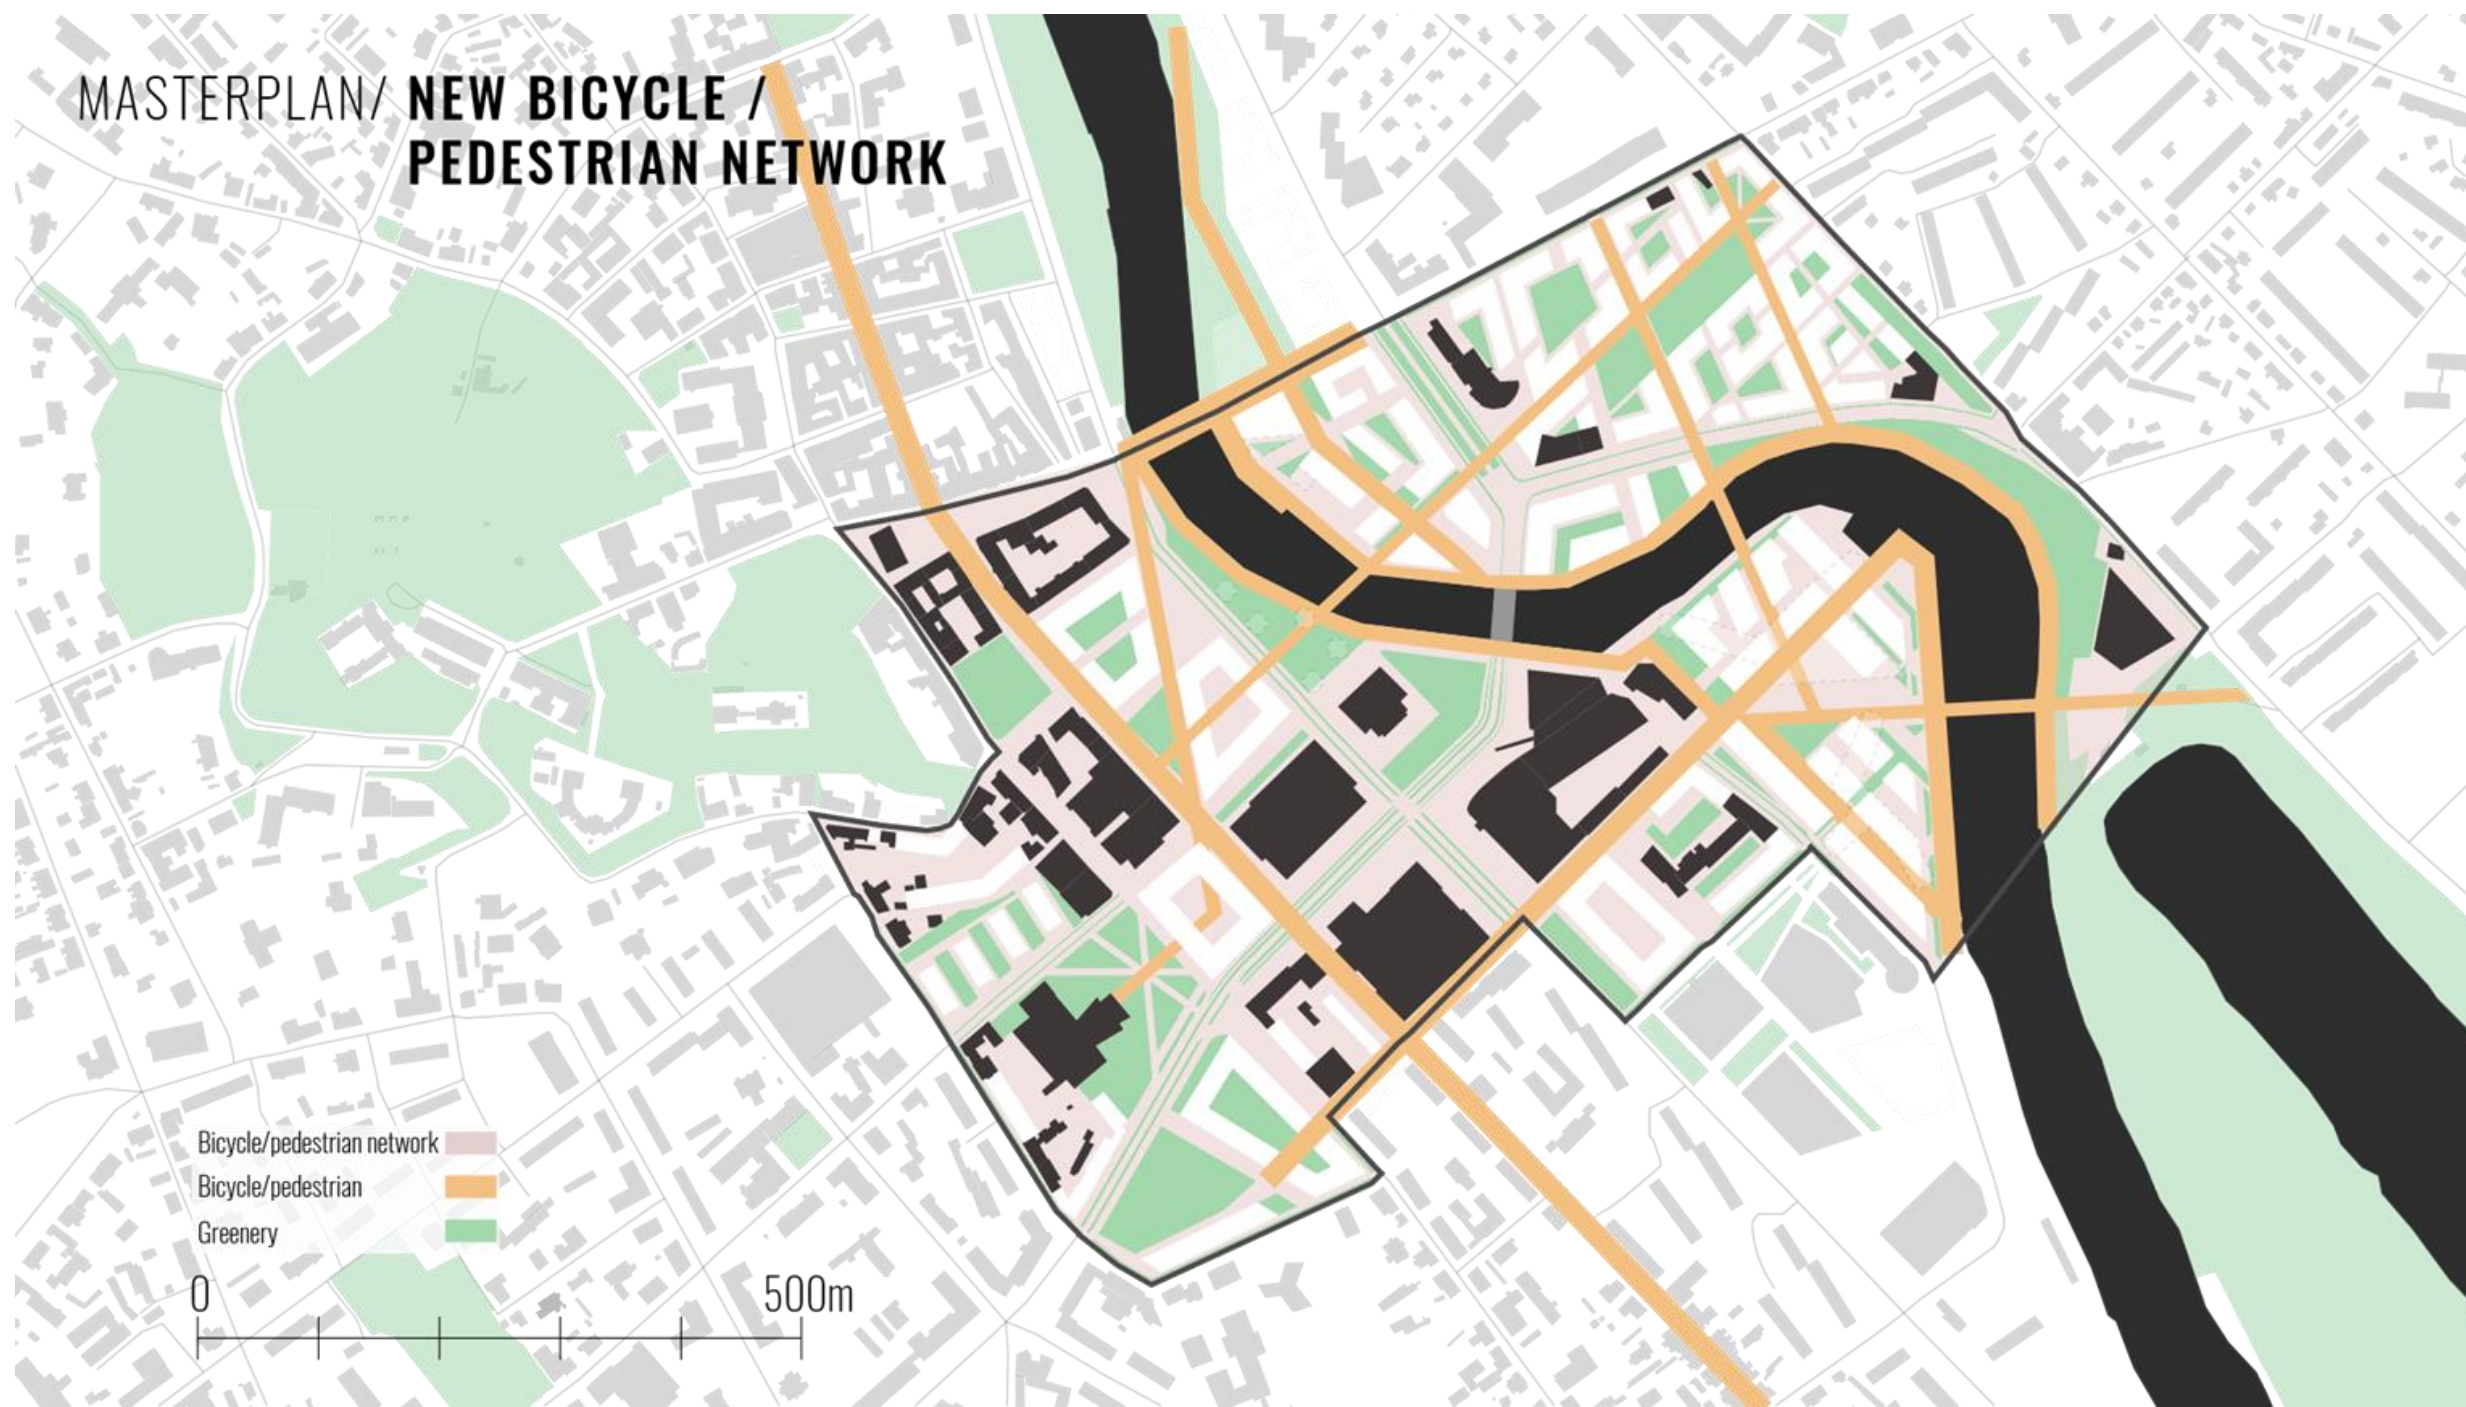 MASTERPLAN/ NEW BICYCLE /
PEDESTRIAN NETWORK
Bicycle/pedestrian network
Bicycle/pedestrian
Greenery
0 500m